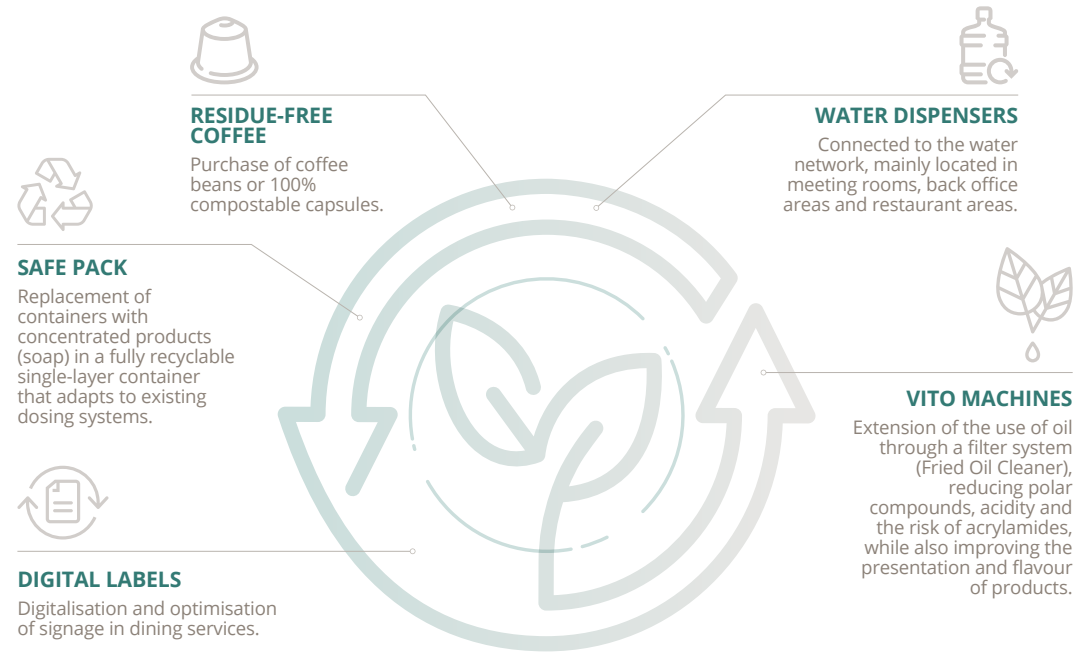 RESIDUE-FREE
COFFEE
Purchase of coffee
beans or 100%
compostable capsules.
WATER DISPENSERS
Connected to the water
network, mainly located in
meeting rooms, back office
areas and restaurant areas.
SAFE PACK
Replacement of
containers with
concentrated products
(soap) in a fully recyclable
single-layer container
that adapts to existing
dosing systems.
VITO MACHINES
Extension of the use of oil
through a filter system
(Fried Oil Cleaner),
reducing polar
compounds, acidity and
the risk of acrylamides,
while also improving the
presentation and flavour
of products.
DIGITAL LABELS
Digitalisation and optimisation
of signage in dining services.